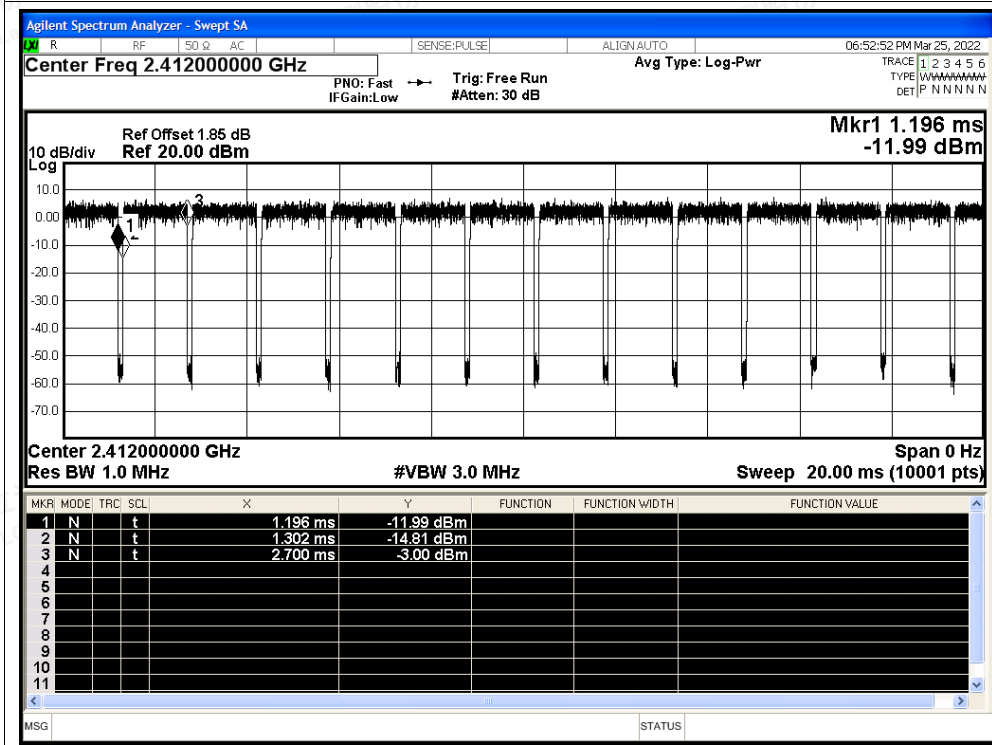 Agilent Spectrum Analyzer - Swept SA
LXI R RF 50 Ω AC SENSE:PULSE ALIGN AUTO 06:52:52 PM Mar 25, 2022
Center Freq 2.412000000 GHz
PNO: Fast Trig: Free Run Avg Type: Log-Pwr TRACE 1 2 3 4 5 6
IFGain:Low #Atten: 30 dB TYPE W
DET P N N N N N
Mkr1 1.196 ms
-11.99 dBm
Ref Offset 1.85 dB
10 dB/div Ref 20.00 dBm
Log
10.0
0.00
-10.0
-20.0
-30.0
-40.0
-50.0
-60.0
-70.0
1
2
3
Center 2.412000000 GHz Span 0 Hz
Res BW 1.0 MHz #VBW 3.0 MHz Sweep 20.00 ms (10001 pts)
MKR MODE TRC SCL X Y FUNCTION FUNCTION WIDTH FUNCTION VALUE
1 N t 1.196 ms -11.99 dBm
2 N t 1.302 ms -14.81 dBm
3 N t 2.700 ms -3.00 dBm
4
5
6
7
8
9
10
11
MSG STATUS